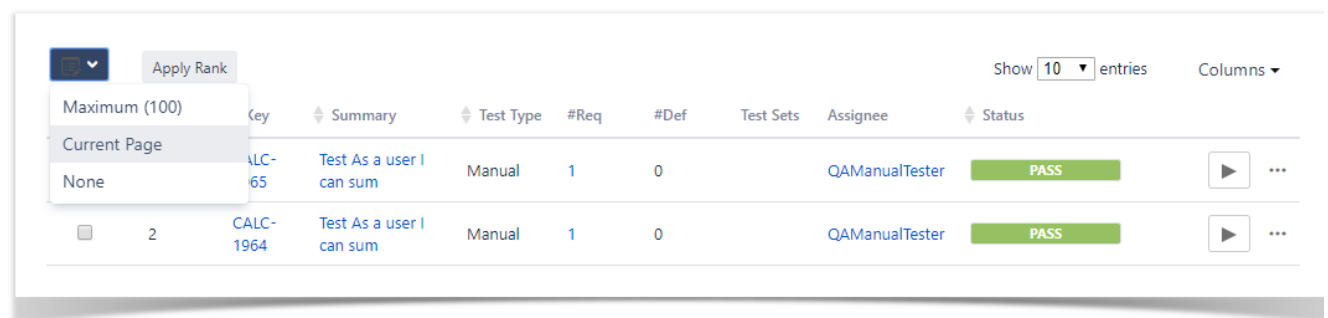 Apply Rank
Show 10 entries
Columns
Maximum (100)
Current Page
None
Key Summary Test Type #Req #Def Test Sets Assignee Status
CALC-
Test As a user I
can sum
Manual 1 0 QAManualTester PASS
2
CALC-
1964
Test As a user I
can sum
Manual 1 0 QAManualTester PASS